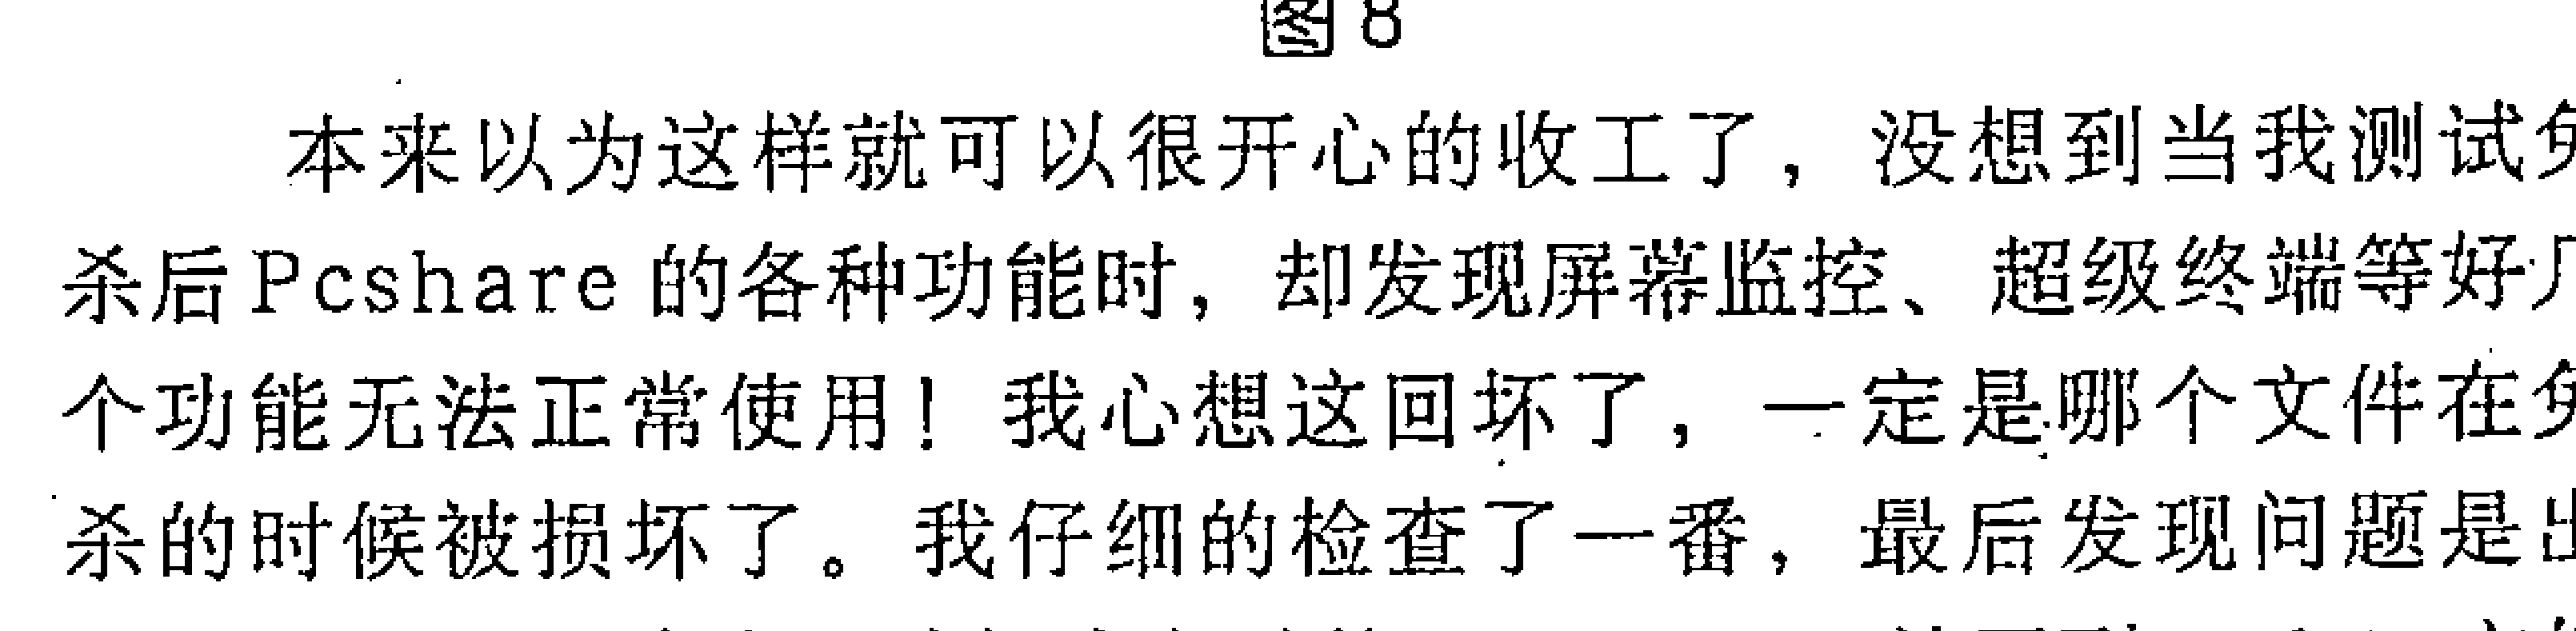 图8
本来以为这样就可以很开心的收工了，没想到当我测试免
杀后Pcshare的各种功能时，却发现屏幕监控、超级终端等好几
个功能无法正常使用！我心想这回坏了，一定是哪个文件在免
杀的时候被损坏了。我仔细的检查了一番，最后发现问题是出